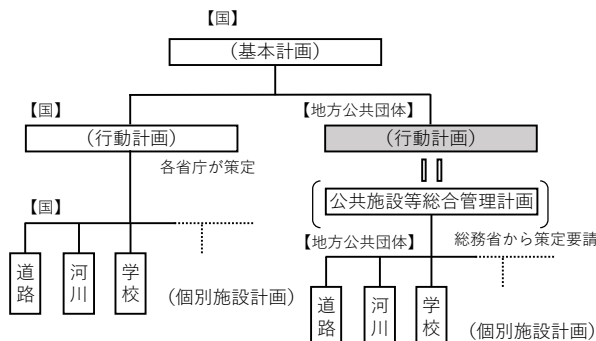 【国】
(基本計画)
【国】
【地方公共団体】
(行動計画)
(行動計画)
各省庁が策定
公共施設等総合管理計画
【国】
【地方公共団体】
総務省から策定要請
道路
河川
学校
(個別施設計画)
道路
河川
学校
(個別施設計画)